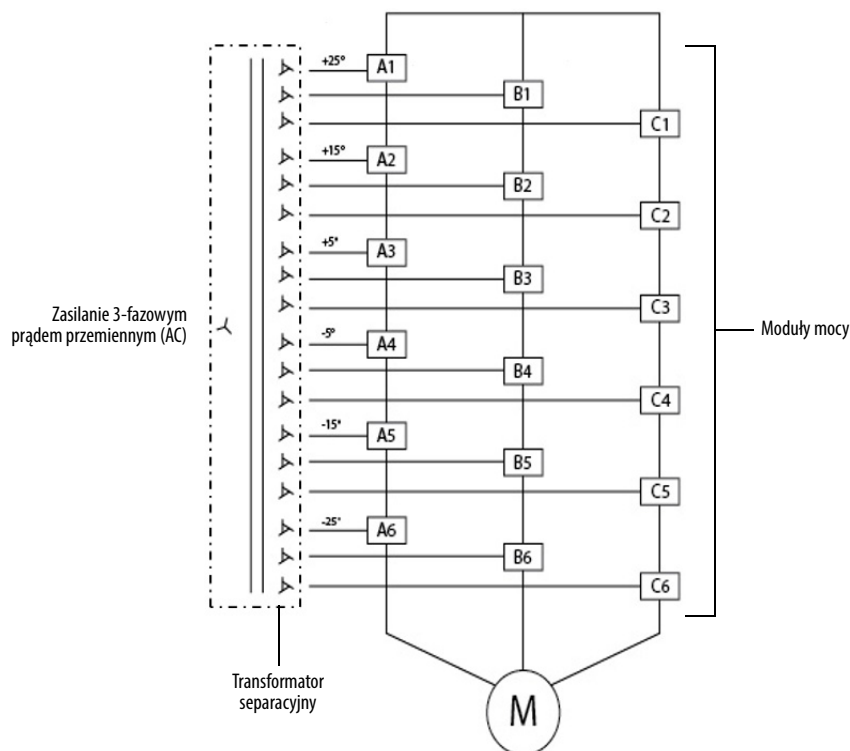 +25°
A1
B1
C1
+15°
A2
B2
C2
+5°
A3
B3
C3
Zasilanie 3-fazowym
prądem przemiennym (AC)
Moduły mocy
-5°
A4
B4
C4
-15°
A5
B5
C5
-25°
A6
B6
C6
Transformator
separacyjny
M